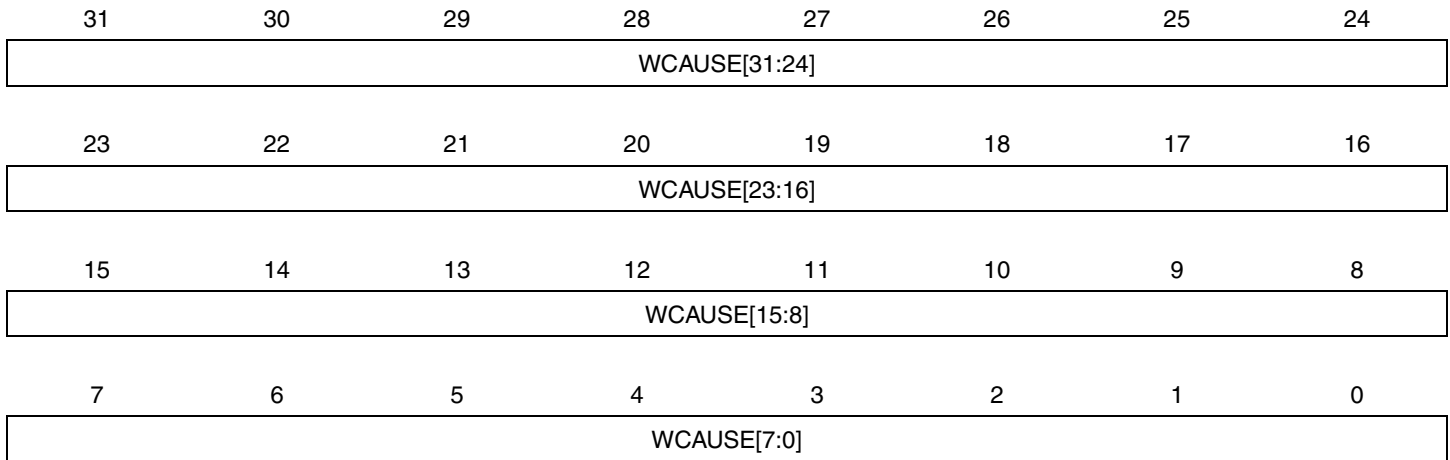 31 30 29 28 27 26 25 24
WCAUSE[31:24]
23 22 21 20 19 18 17 16
WCAUSE[23:16]
15 14 13 12 11 10 9 8
WCAUSE[15:8]
7 6 5 4 3 2 1 0
WCAUSE[7:0]